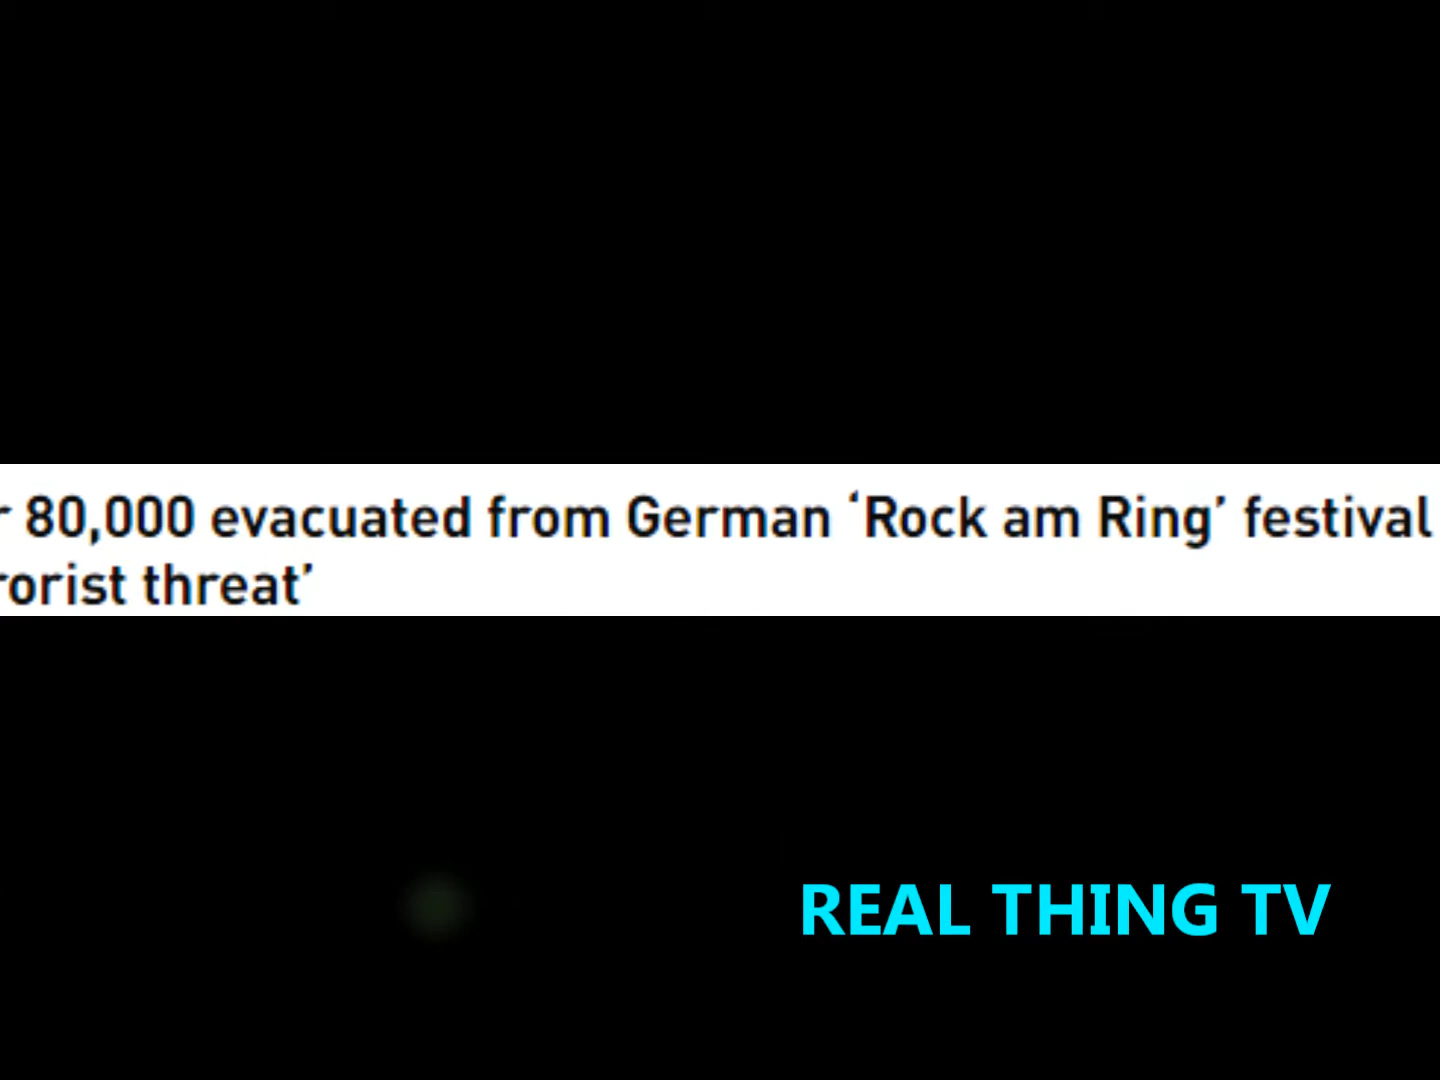 80,000 evacuated from German ‘Rock am Ring’ festival
threat’
REAL THING TV